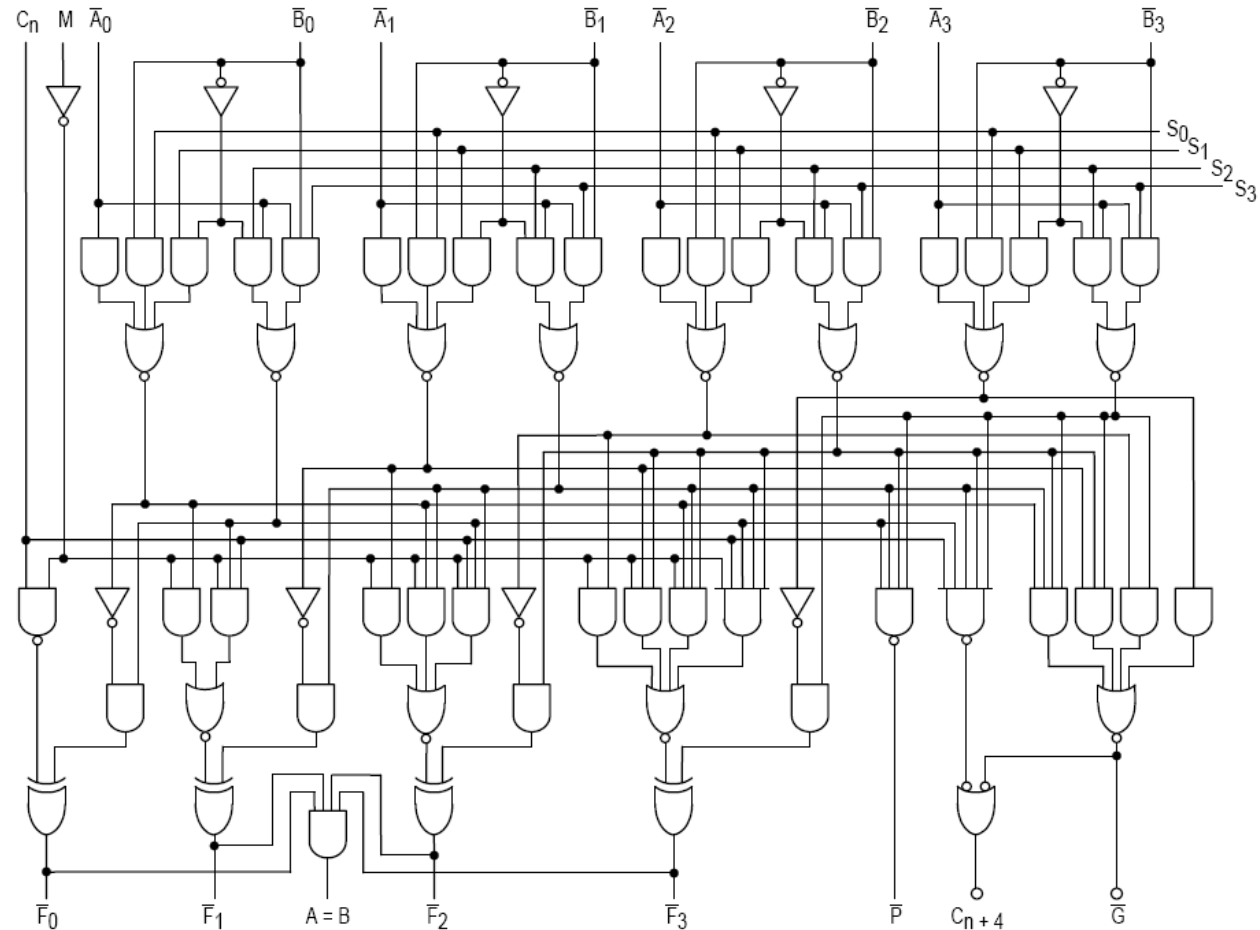 Cₙ M A̅₀ B̅₀ A̅₁ B̅₁ A̅₂ B̅₂ A̅₃ B̅₃
S₀
S₁
S₂
S₃
F̅₀ F̅₁ A = B F̅₂ F̅₃ P̅ Cₙ ₊ ₄ G̅